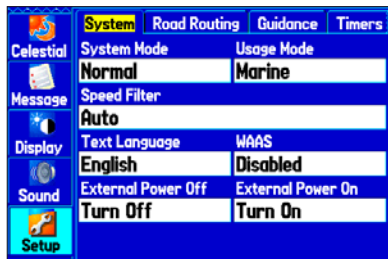 System Road Routing Guidance Timers
Celestial
System Mode Usage Mode
Normal Marine
Message
Speed Filter
Auto
Display
Text Language WAAS
English Disabled
Sound
External Power Off External Power On
Turn Off Turn On
Setup